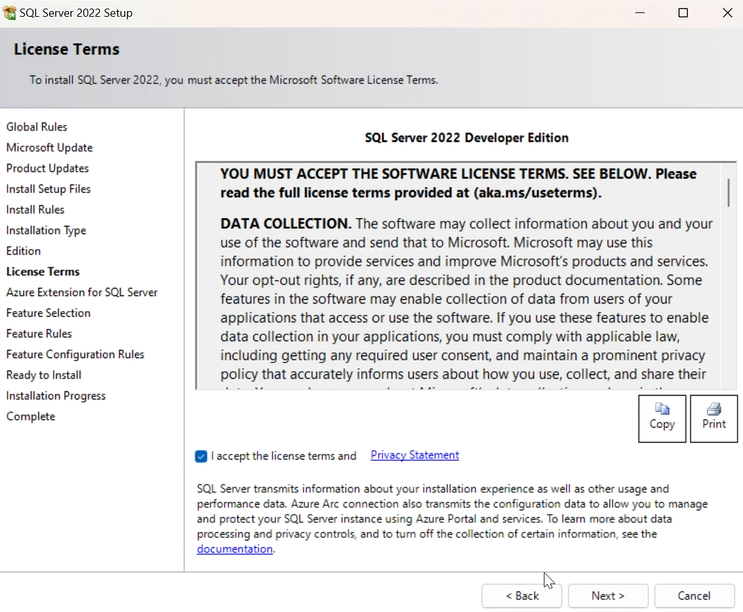 SQL Server 2022 Setup
License Terms
To install SQL Server 2022, you must accept the Microsoft Software License Terms.
Global Rules
Microsoft Update
Product Updates
Install Setup Files
Install Rules
Installation Type
Edition
License Terms
Azure Extension for SQL Server
Feature Selection
Feature Rules
Feature Configuration Rules
Ready to Install
Installation Progress
Complete
SQL Server 2022 Developer Edition
YOU MUST ACCEPT THE SOFTWARE LICENSE TERMS. SEE BELOW. Please
read the full license terms provided at (aka.ms/useterms).
DATA COLLECTION. The software may collect information about you and your
use of the software and send that to Microsoft. Microsoft may use this
information to provide services and improve Microsoft's products and services.
Your opt-out rights, if any, are described in the product documentation. Some
features in the software may enable collection of data from users of your
applications that access or use the software. If you use these features to enable
data collection in your applications, you must comply with applicable law,
including getting any required user consent, and maintain a prominent privacy
policy that accurately informs users about how you use, collect, and share their
Copy
Print
I accept the license terms and Privacy Statement
SQL Server transmits information about your installation experience as well as other usage and
performance data. Azure Arc connection also transmits the configuration data to allow you to manage
and protect your SQL Server instance using Azure Portal and services. To learn more about data
processing and privacy controls, and to turn off the collection of certain information, see the
documentation.
< Back
Next >
Cancel